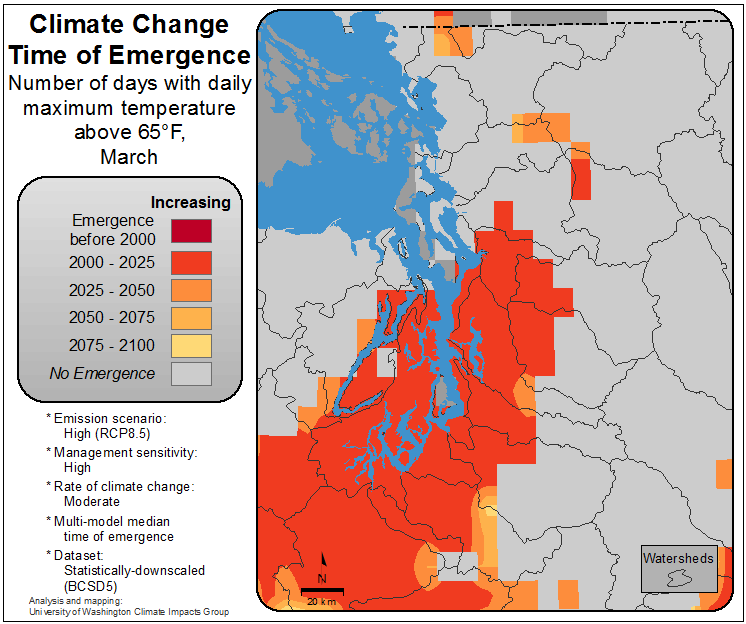 Climate Change
Time of Emergence
Number of days with daily
maximum temperature
above 65°F,
March
Increasing
Emergence
before 2000
2000 - 2025
2025 - 2050
2050 - 2075
2075 - 2100
No Emergence
* Emission scenario:
High (RCP8.5)
* Management sensitivity:
High
* Rate of climate change:
Moderate
* Multi-model median
time of emergence
* Dataset:
Statistically-downscaled
(BCSD5)
Analysis and mapping:
University of Washington Climate Impacts Group
N
20 km
Watersheds